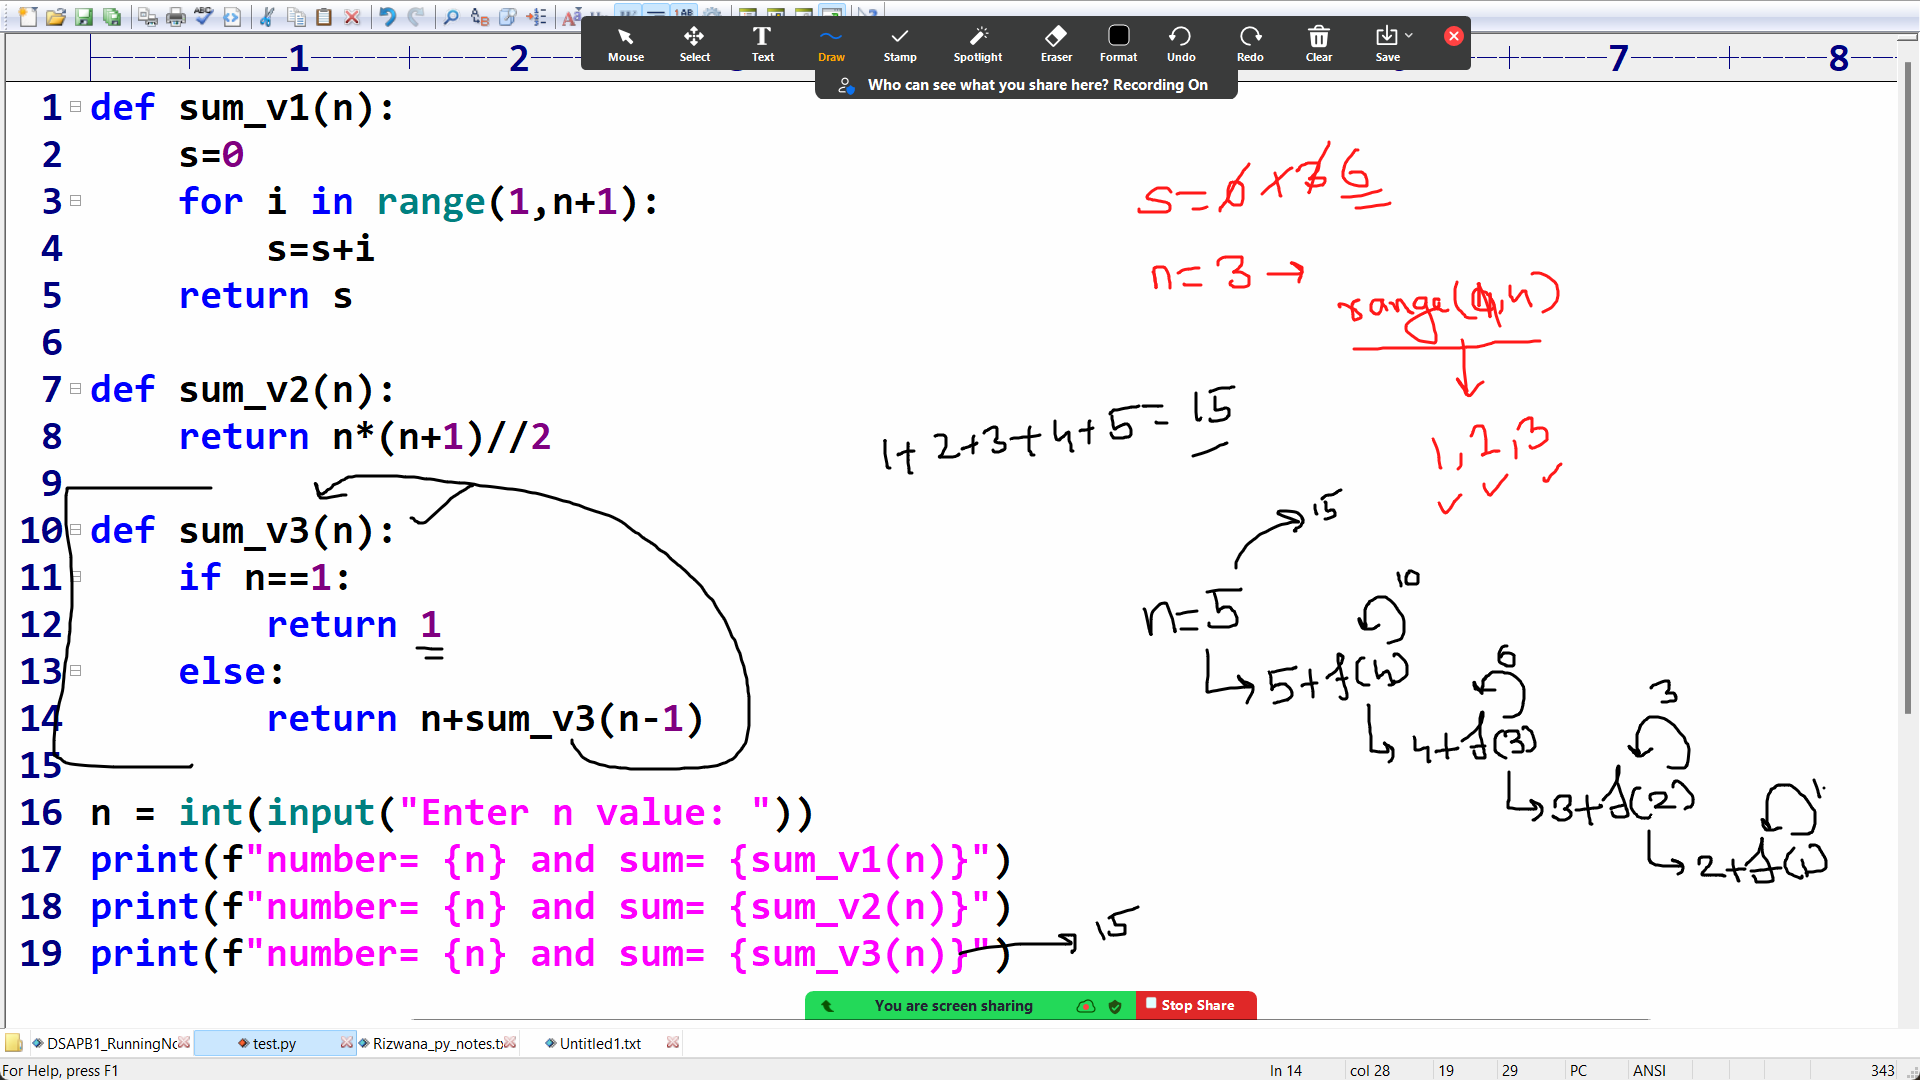 Mouse Select Text Draw Stamp Spotlight Eraser Format Undo Redo Clear Save
Who can see what you share here? Recording On
1 2 7 8
1 def sum_v1(n):
2 s=0
3 for i in range(1,n+1):
4 s=s+i
5 return s
6
7 def sum_v2(n):
8 return n*(n+1)//2
9
10 def sum_v3(n):
11 if n==1:
12 return 1
13 else:
14 return n+sum_v3(n-1)
15
16 n = int(input("Enter n value: "))
17 print(f"number= {n} and sum= {sum_v1(n)}")
18 print(f"number= {n} and sum= {sum_v2(n)}")
19 print(f"number= {n} and sum= {sum_v3(n)}")
15
s=0 1 3 6
n=3
1,2,3
1+2+3+4+5=15
15
n=5
10
5+f(4)
6
4+f(3)
3
3+f(2)
1
2+f(1)
You are screen sharing Stop Share
DSAPB1_RunningNo test.py Rizwana_py_notes.t Untitled1.txt
For Help, press F1 ln 14 col 28 19 29 PC ANSI 343